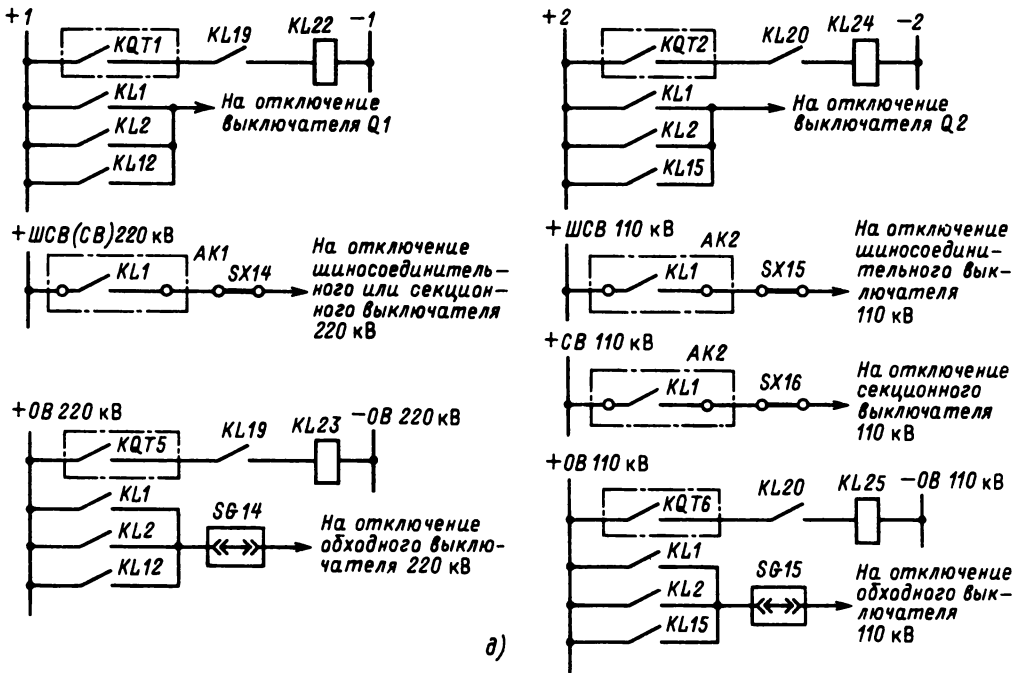 +1
KQT1
KL19
KL22
−1
KL1
KL2
KL12
На отключение
выключателя Q1
+ШСВ(СВ)220 кВ
AK1
KL1
SX14
На отключение
шиносоединитель-
ного или секцион-
ного выключателя
220 кВ
+ОВ 220 кВ
KQT5
KL19
KL23
−ОВ 220 кВ
KL1
KL2
KL12
SG14
На отключение
обходного выклю-
чателя 220 кВ
+2
KQT2
KL20
KL24
−2
KL1
KL2
KL15
На отключение
выключателя Q2
+ШСВ 110 кВ
AK2
KL1
SX15
На отключение
шиносоедини-
тельного вык-
лючателя
110 кВ
+СВ 110 кВ
AK2
KL1
SX16
На отключение
секционного
выключателя
110 кВ
+ОВ 110 кВ
KQT6
KL20
KL25
−ОВ 110 кВ
KL1
KL2
KL15
SG15
На отключение
обходного вык-
лючателя
110 кВ
д)